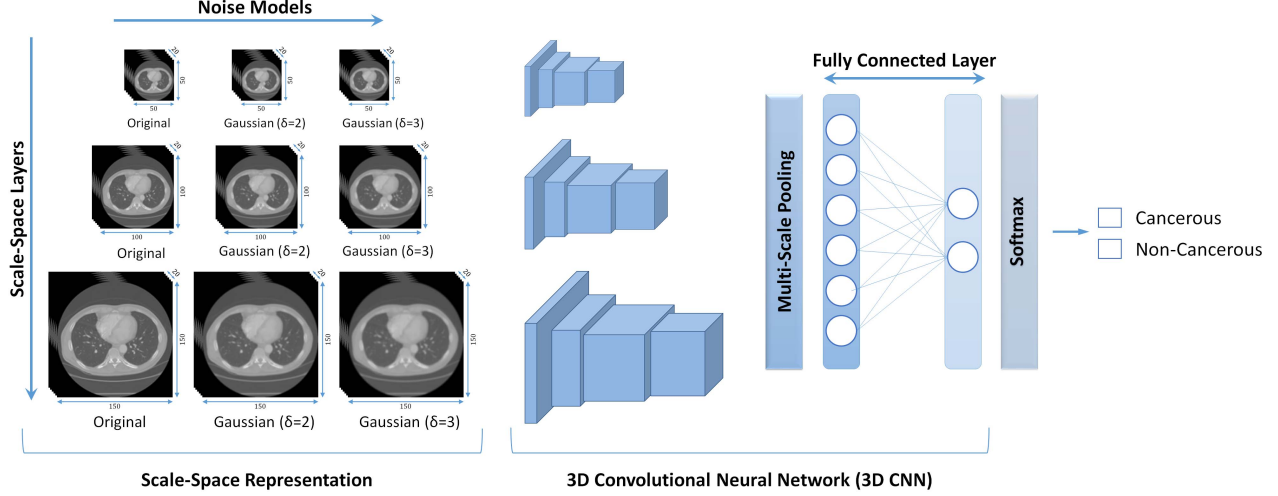 Noise Models
Scale-Space Layers
20
50
50
Original
20
50
50
Gaussian (δ=2)
20
50
50
Gaussian (δ=3)
20
100
100
Original
20
100
100
Gaussian (δ=2)
20
100
100
Gaussian (δ=3)
20
150
150
Original
20
150
150
Gaussian (δ=2)
20
150
150
Gaussian (δ=3)
Scale-Space Representation
Fully Connected Layer
Multi-Scale Pooling
Softmax
Cancerous
Non-Cancerous
3D Convolutional Neural Network (3D CNN)